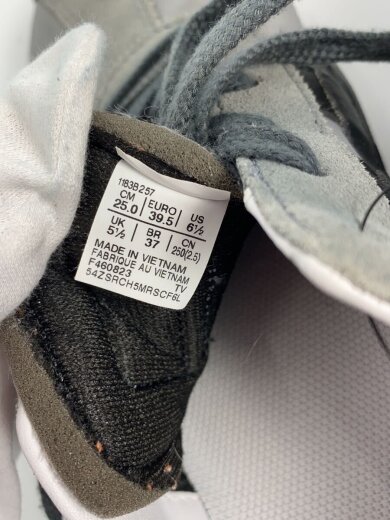 1183B257
CM EURO US
25.0 39.5 6½
UK BR CN
5½ 37 250(2.5)
MADE IN VIETNAM
FABRIQUE AU VIETNAM
F460823 TV
54ZSRCH5MRSCF6L